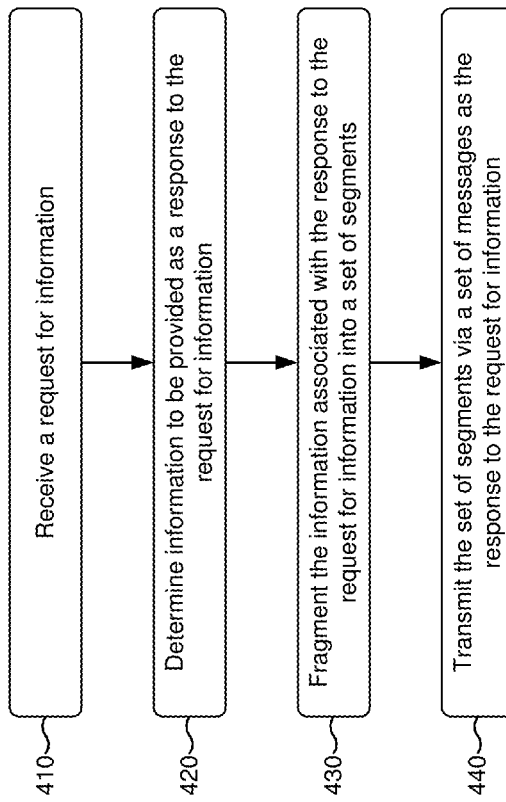 410
Receive a request for information
420
Determine information to be provided as a response to the
request for information
430
Fragment the information associated with the response to the
request for information into a set of segments
440
Transmit the set of segments via a set of messages as the
response to the request for information